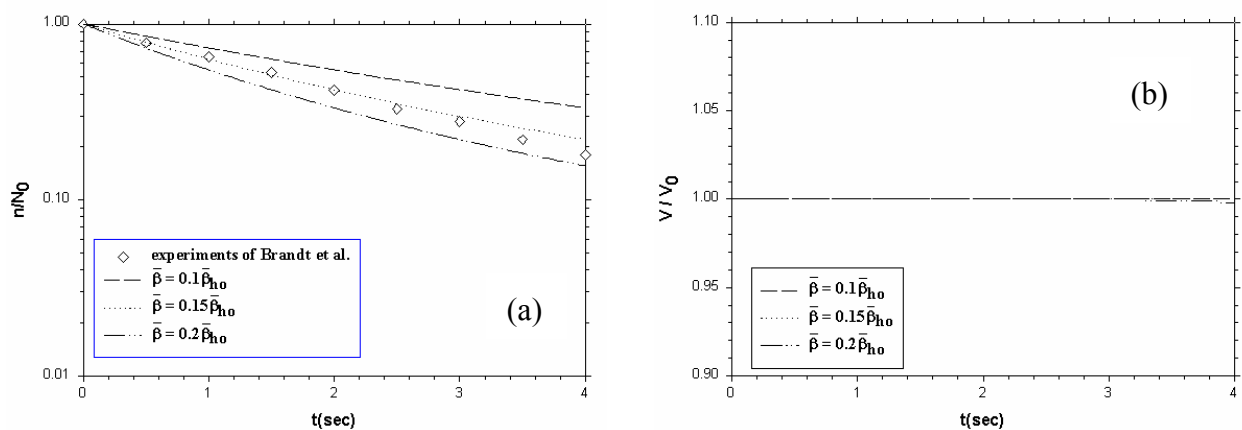 1.00
0.10
0.01
n/N0
0 1 2 3 4
t(sec)
experiments of Brandt et al.
β̄ = 0.1β̄ho
β̄ = 0.15β̄ho
β̄ = 0.2β̄ho
(a)
1.10
1.05
1.00
0.95
0.90
V / V0
0 1 2 3 4
t(sec)
β̄ = 0.1β̄ho
β̄ = 0.15β̄ho
β̄ = 0.2β̄ho
(b)